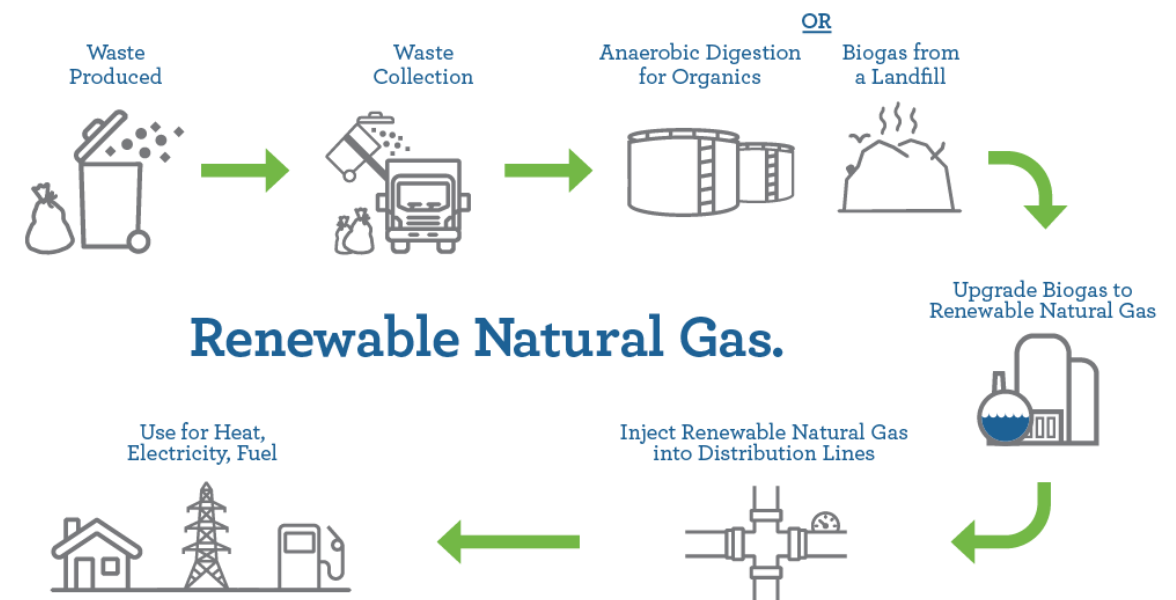 OR
Waste
Produced
Waste
Collection
Anaerobic Digestion
for Organics
Biogas from
a Landfill
Upgrade Biogas to
Renewable Natural Gas
Renewable Natural Gas.
Inject Renewable Natural Gas
into Distribution Lines
Use for Heat,
Electricity, Fuel